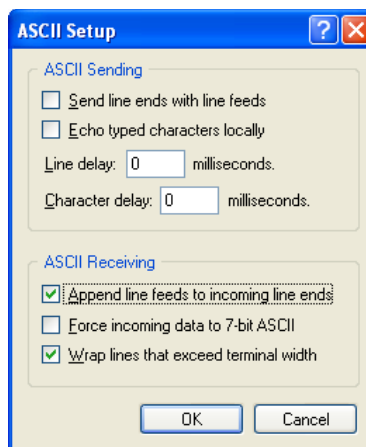 ASCII Setup
ASCII Sending
Send line ends with line feeds
Echo typed characters locally
Line delay: 0 milliseconds.
Character delay: 0 milliseconds.
ASCII Receiving
Append line feeds to incoming line ends
Force incoming data to 7-bit ASCII
Wrap lines that exceed terminal width
OK Cancel